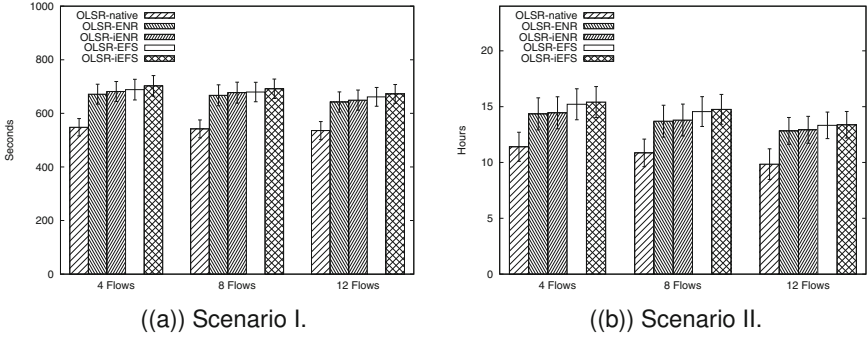 OLSR-native
OLSR-ENR
OLSR-iENR
OLSR-EFS
OLSR-iEFS
1000
800
600
400
200
0
Seconds
4 Flows 8 Flows 12 Flows
((a)) Scenario I.
OLSR-native
OLSR-ENR
OLSR-iENR
OLSR-EFS
OLSR-iEFS
20
15
10
5
0
Hours
4 Flows 8 Flows 12 Flows
((b)) Scenario II.